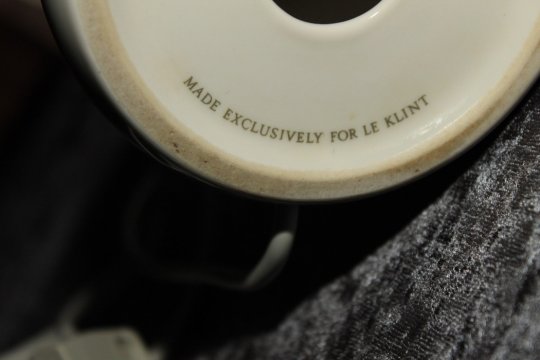 MADE EXCLUSIVELY FOR LE KLINT